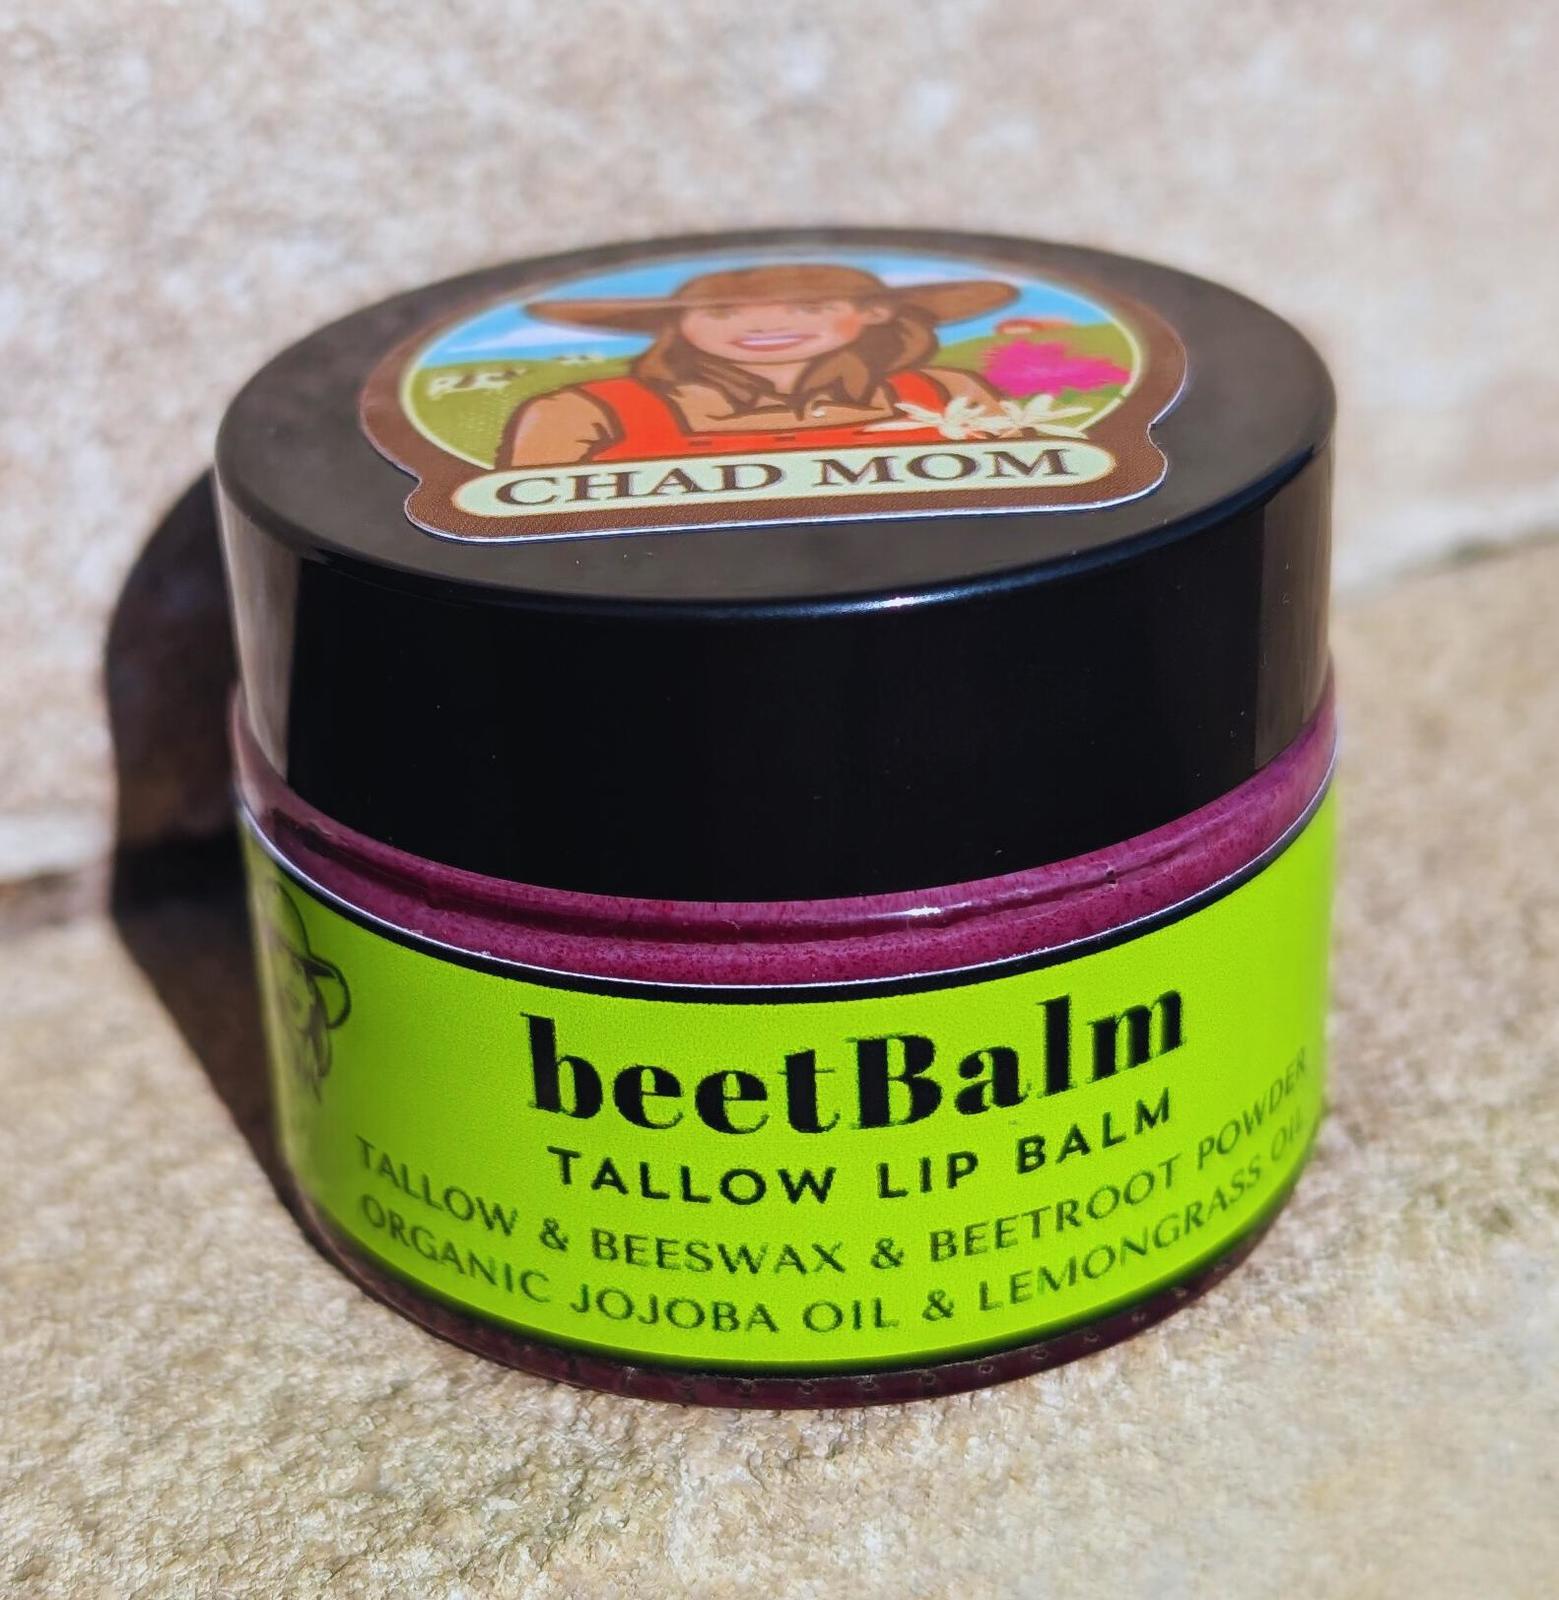 CHAD MOM
beetBalm
TALLOW LIP BALM
TALLOW & BEESWAX & BEETROOT POWDER
ORGANIC JOJOBA OIL & LEMONGRASS OIL